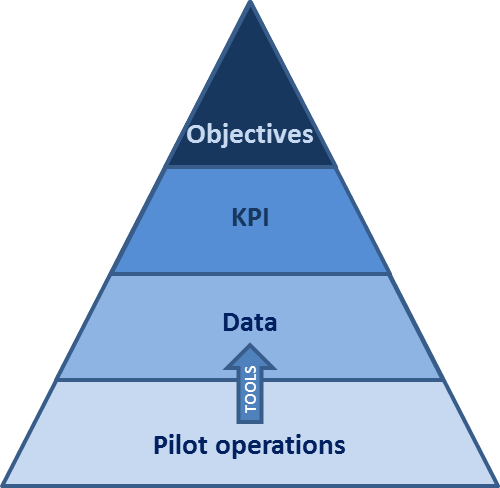 Objectives
KPI
Data
TOOLS
Pilot operations